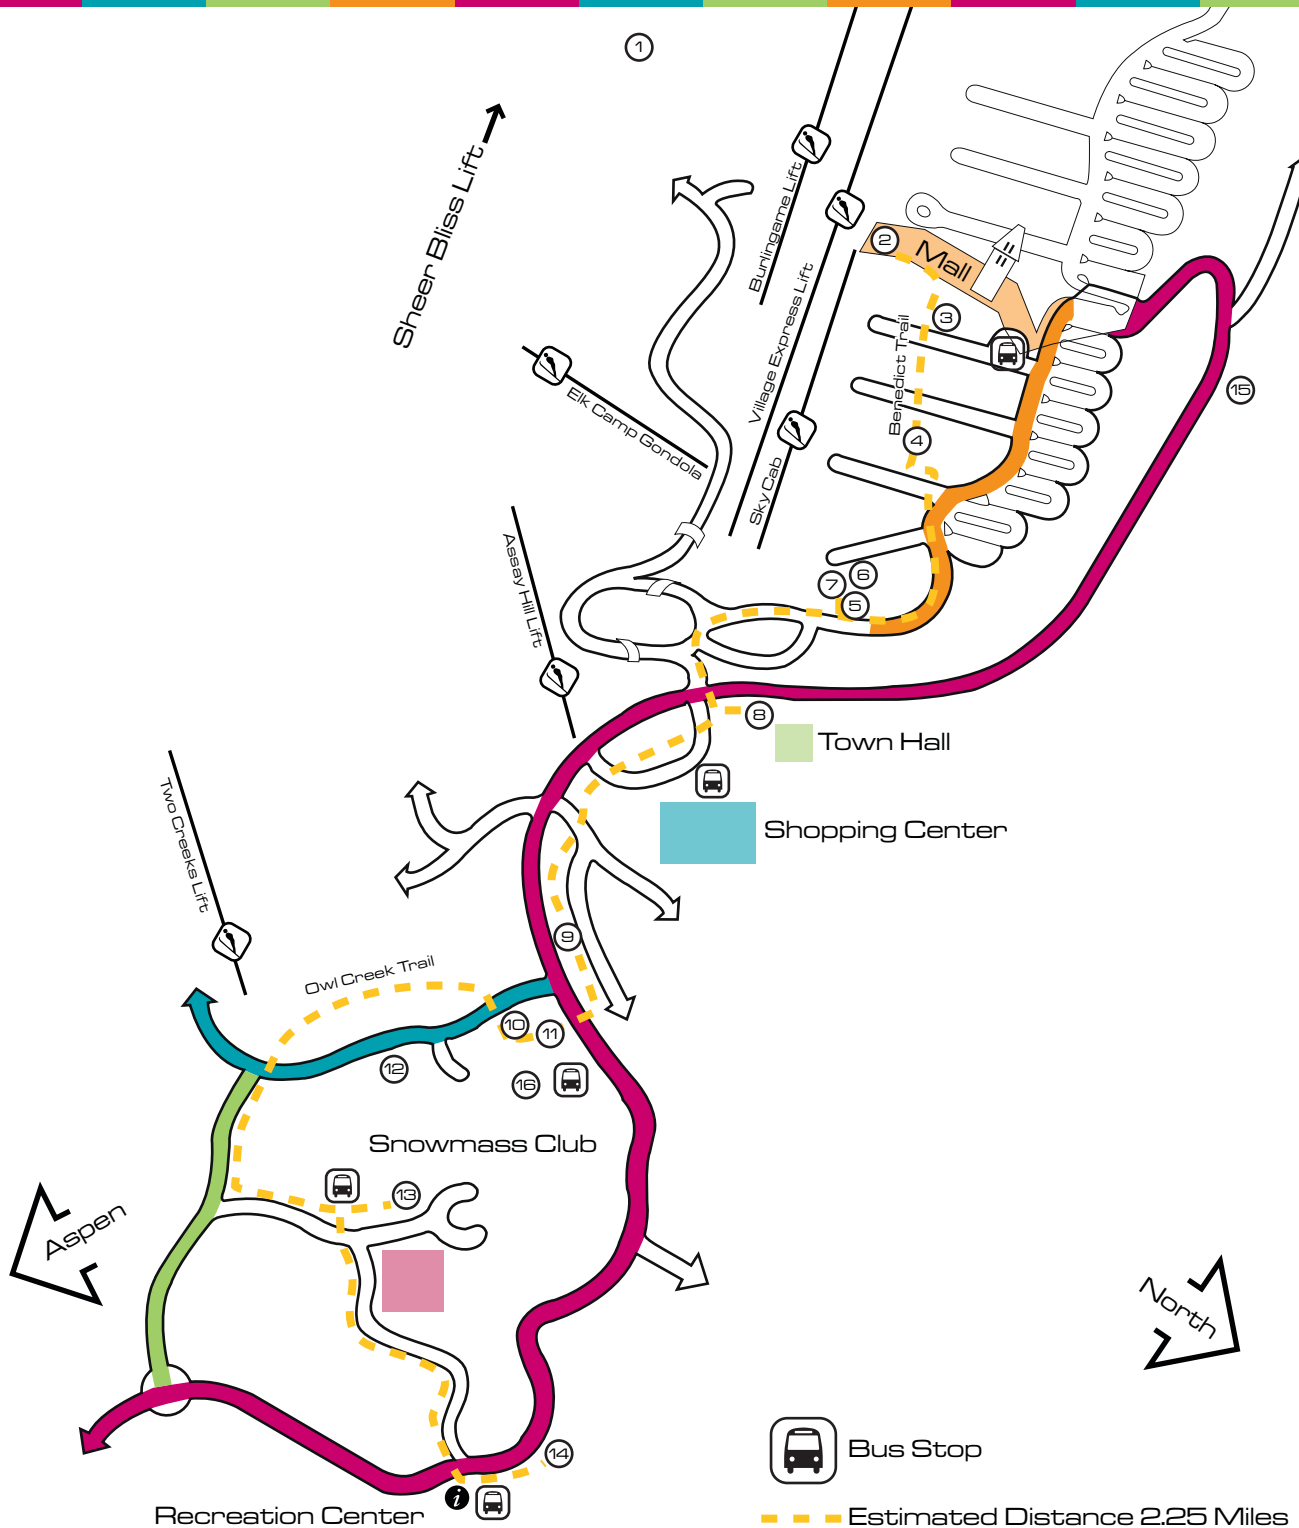 1
Sheer Bliss Lift
Burlingame Lift
2
Mall
Village Express Lift
3
Benedict Trail
Elk Camp Gondola
15
4
Sky Cab
Assay Hill Lift
6
7
5
8
Town Hall
Two Creeks Lift
Shopping Center
9
Owl Creek Trail
10
11
12
16
Snowmass Club
13
Aspen
North
14
Bus Stop
i
Recreation Center
Estimated Distance 2.25 Miles